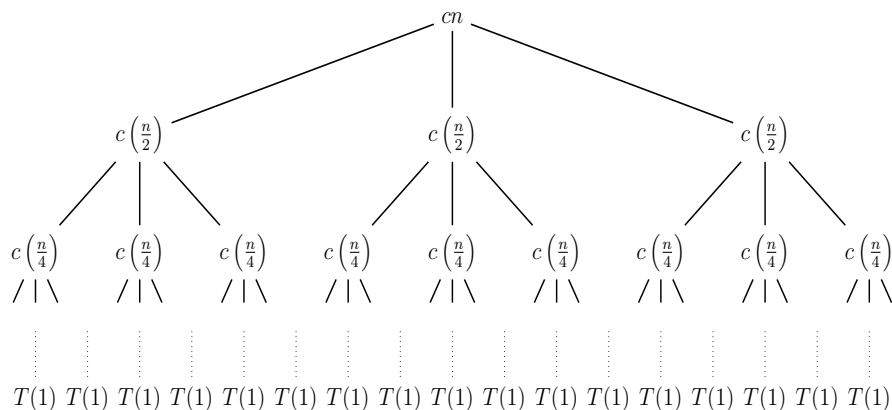 cn
c(n/2) c(n/2) c(n/2)
c(n/4) c(n/4) c(n/4) c(n/4) c(n/4) c(n/4) c(n/4) c(n/4) c(n/4)
T(1) T(1) T(1) T(1) T(1) T(1) T(1) T(1) T(1) T(1) T(1) T(1) T(1) T(1) T(1) T(1) T(1)